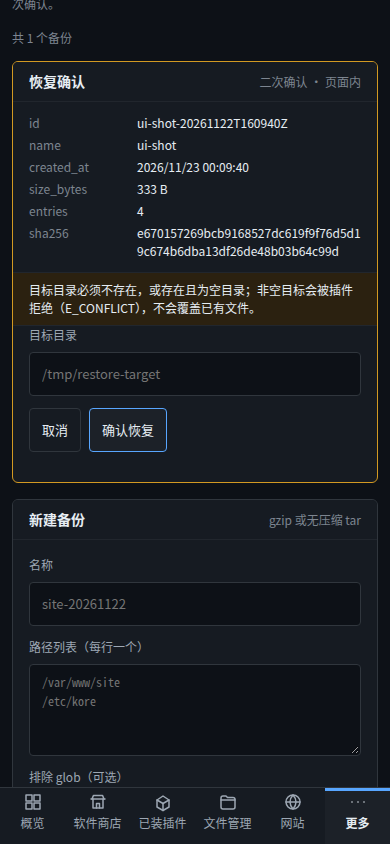 次确认。
共 1 个备份
恢复确认 二次确认 · 页面内
id ui-shot-20261122T160940Z
name ui-shot
created_at 2026/11/23 00:09:40
size_bytes 333 B
entries 4
sha256 e670157269bcb9168527dc619f9f76d5d1
9c674b6dba13df26de48b03b64c99d
目标目录必须不存在，或存在且为空目录；非空目标会被插件
拒绝（E_CONFLICT），不会覆盖已有文件。
目标目录
/tmp/restore-target
取消 确认恢复
新建备份 gzip 或无压缩 tar
名称
site-20261122
路径列表（每行一个）
/var/www/site
/etc/kore
排除 glob（可选）
概览 软件商店 已装插件 文件管理 网站 更多